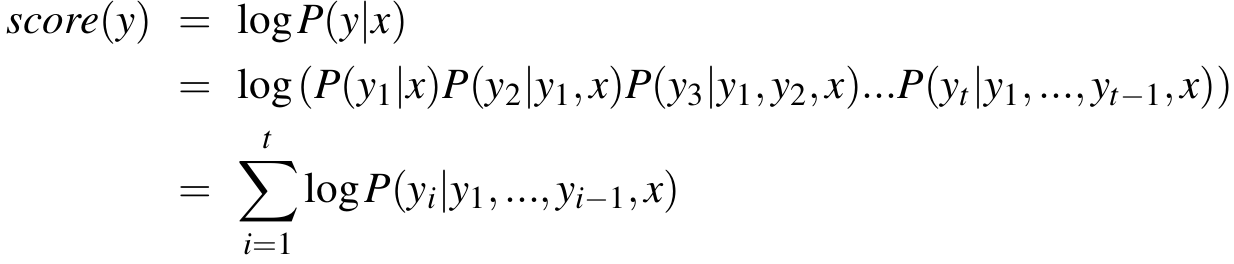 score(y) = log P(y|x)
= log (P(y₁|x)P(y₂|y₁,x)P(y₃|y₁,y₂,x)...P(yₜ|y₁,...,yₜ₋₁,x))
= ∑ᵢ₌₁ᵗ log P(yᵢ|y₁,...,yᵢ₋₁,x)